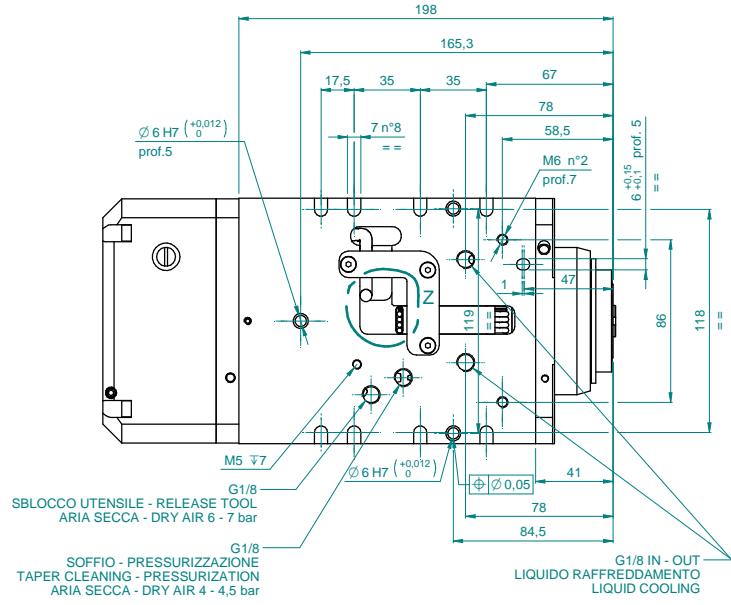 198
165,3
17,5 35 35 67
78
58,5
Ø 6 H7 ( +0,012 0 )
prof.5
7 n°8
= =
M6 n°2
prof.7
6 +0,15 +0,1 prof. 5
= =
Z
1
47
119
= =
86
118
= =
M5 ↧7
Ø 6 H7 ( +0,012 0 )
⌖ Ø 0,05
41
78
84,5
G1/8
SBLOCCO UTENSILE - RELEASE TOOL
ARIA SECCA - DRY AIR 6 - 7 bar
G1/8
SOFFIO - PRESSURIZZAZIONE
TAPER CLEANING - PRESSURIZATION
ARIA SECCA - DRY AIR 4 - 4,5 bar
G1/8 IN - OUT
LIQUIDO RAFFREDDAMENTO
LIQUID COOLING